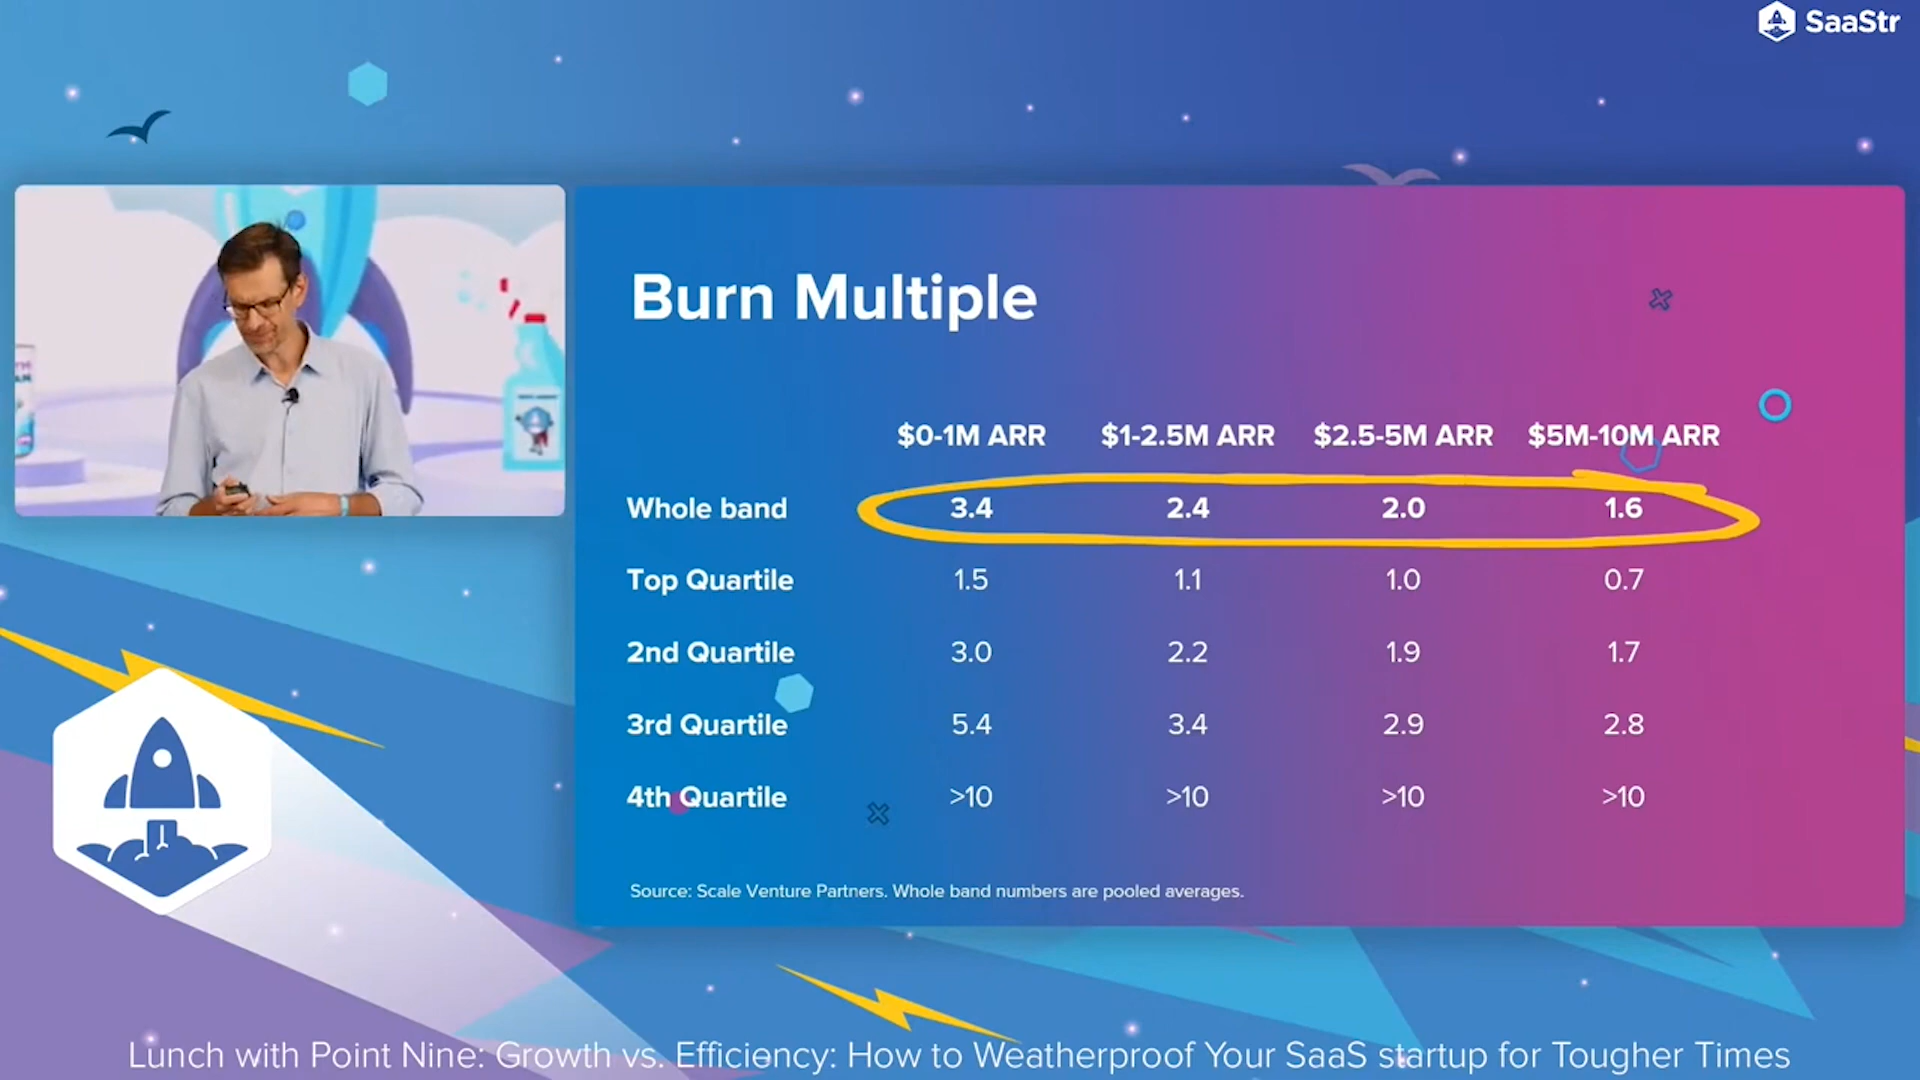 SaaStr
Burn Multiple
$0-1M ARR $1-2.5M ARR $2.5-5M ARR $5M-10M ARR
Whole band 3.4 2.4 2.0 1.6
Top Quartile 1.5 1.1 1.0 0.7
2nd Quartile 3.0 2.2 1.9 1.7
3rd Quartile 5.4 3.4 2.9 2.8
4th Quartile >10 >10 >10 >10
Source: Scale Venture Partners. Whole band numbers are pooled averages.
Lunch with Point Nine: Growth vs. Efficiency: How to Weatherproof Your SaaS startup for Tougher Times